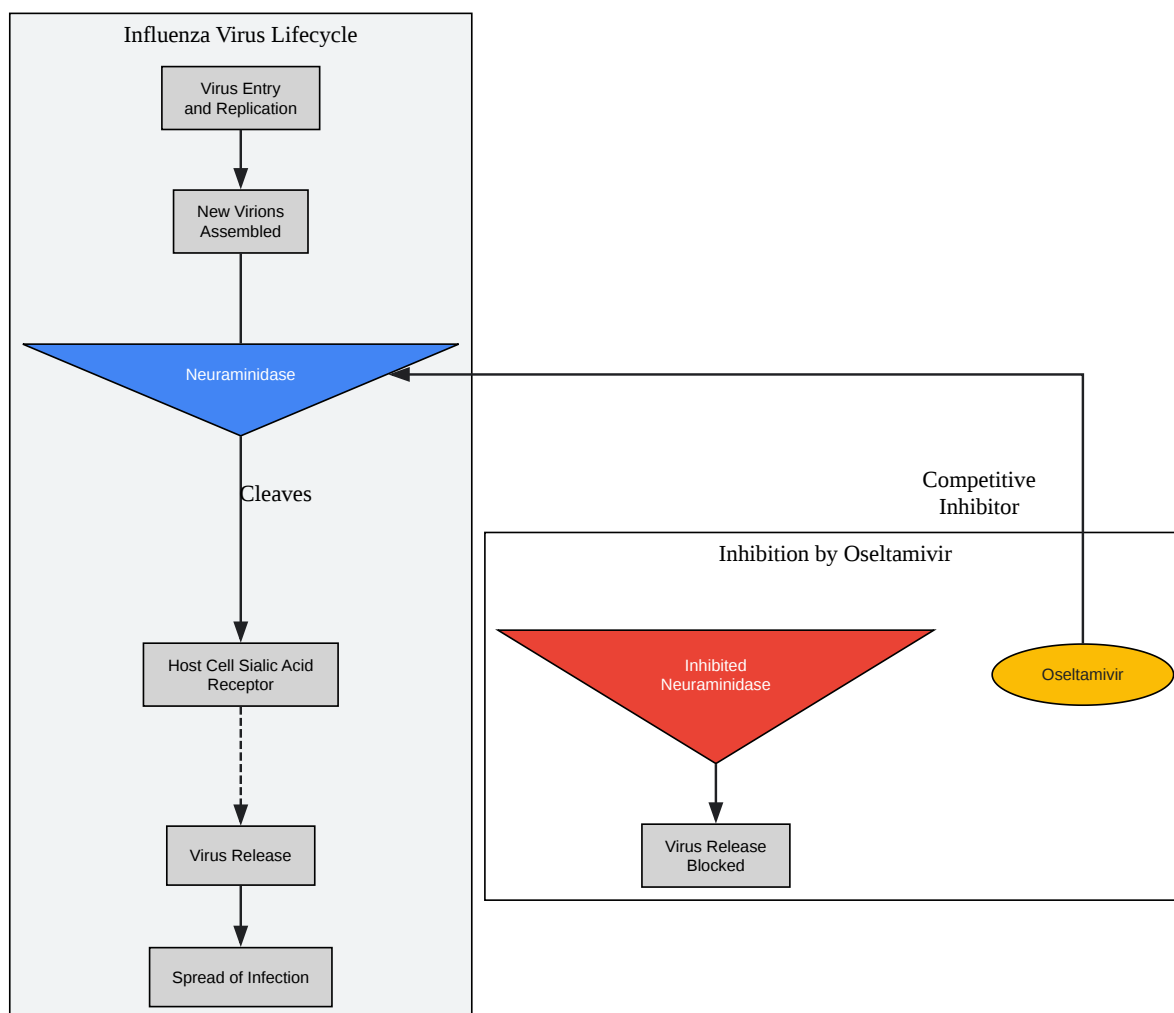 Influenza Virus Lifecycle
Virus Entry
and Replication
New Virions
Assembled
Neuraminidase
Cleaves
Host Cell Sialic Acid
Receptor
Virus Release
Spread of Infection
Competitive
Inhibitor
Inhibition by Oseltamivir
Inhibited
Neuraminidase
Oseltamivir
Virus Release
Blocked